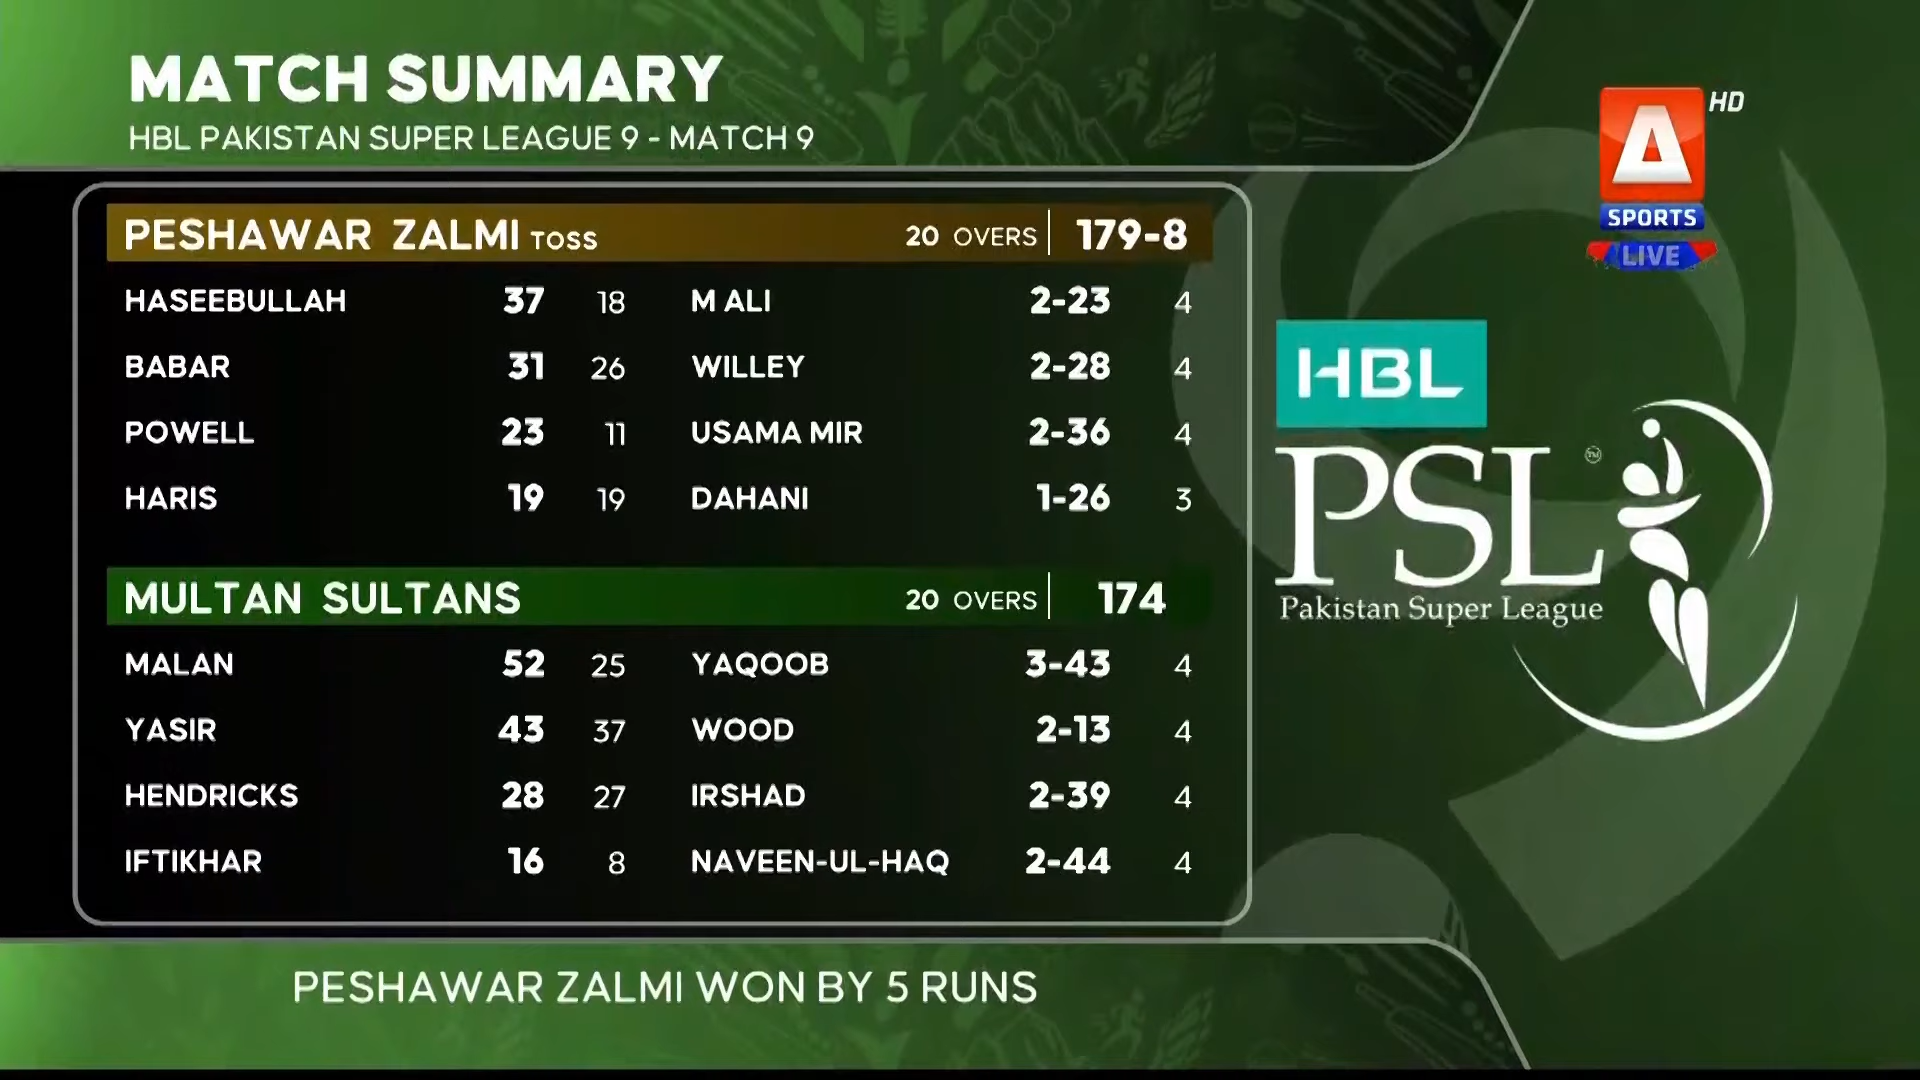 MATCH SUMMARY
HBL PAKISTAN SUPER LEAGUE 9 - MATCH 9
A HD
SPORTS
LIVE
PESHAWAR ZALMI TOSS 20 OVERS 179-8
HASEEBULLAH 37 18 M ALI 2-23 4
BABAR 31 26 WILLEY 2-28 4
POWELL 23 11 USAMA MIR 2-36 4
HARIS 19 19 DAHANI 1-26 3
MULTAN SULTANS 20 OVERS 174
MALAN 52 25 YAQOOB 3-43 4
YASIR 43 37 WOOD 2-13 4
HENDRICKS 28 27 IRSHAD 2-39 4
IFTIKHAR 16 8 NAVEEN-UL-HAQ 2-44 4
HBL
PSL TM
Pakistan Super League
PESHAWAR ZALMI WON BY 5 RUNS